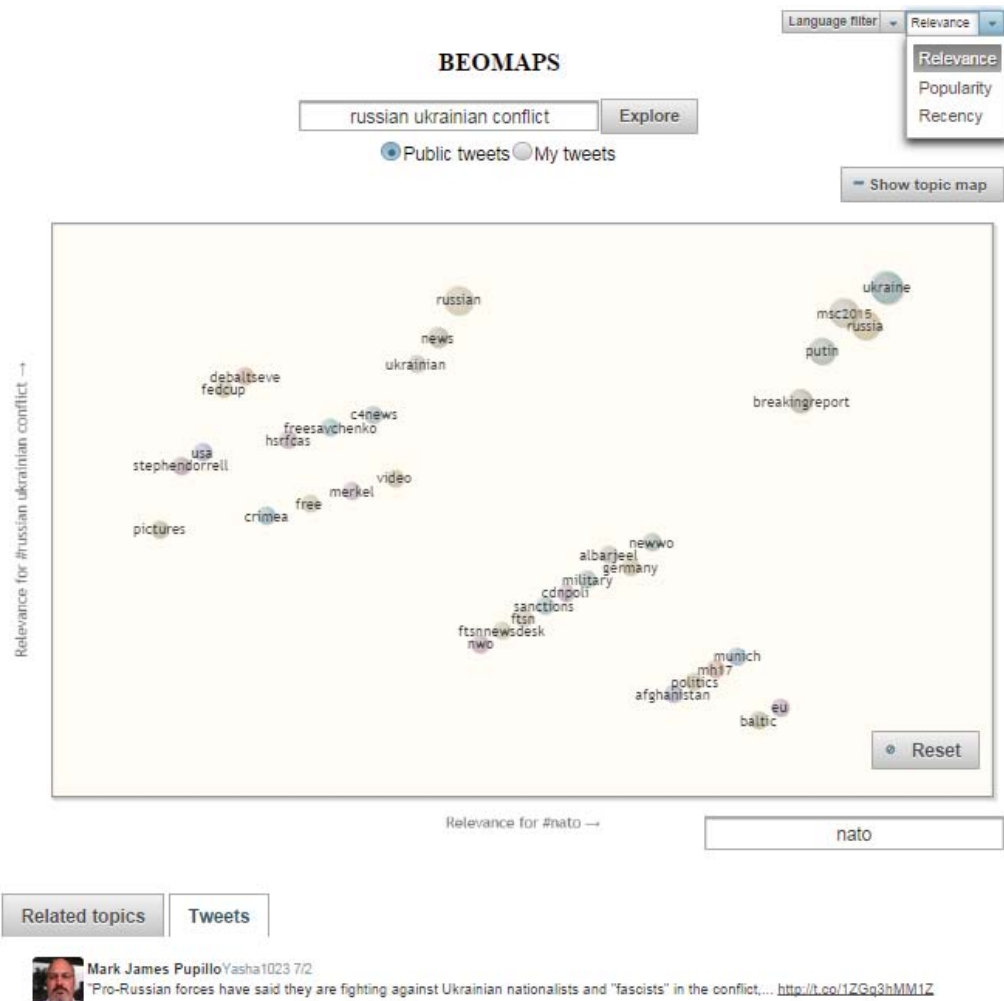 Language filter Relevance
Relevance
Popularity
Recency
BEOMAPS
russian ukrainian conflict Explore
Public tweets My tweets
Show topic map
Relevance for #russian ukrainian conflict →
ukraine
russian
msc2015
russia
news
putin
ukrainian
debaltseve
fedcup
breakingreport
c4news
freesavchenko
hsrfcas
usa
stephendorrell
video
merkel
free
crimea
pictures
newwo
albarjeel
germany
military
cdnpoli
sanctions
ftsn
ftsnnewsdesk
nwo
munich
mh17
politics
afghanistan
eu
baltic
Reset
Relevance for #nato →
nato
Related topics Tweets
Mark James Pupillo Yasha1023 7/2
"Pro-Russian forces have said they are fighting against Ukrainian nationalists and "fascists" in the conflict,... http://t.co/1ZGq3hMM1Z